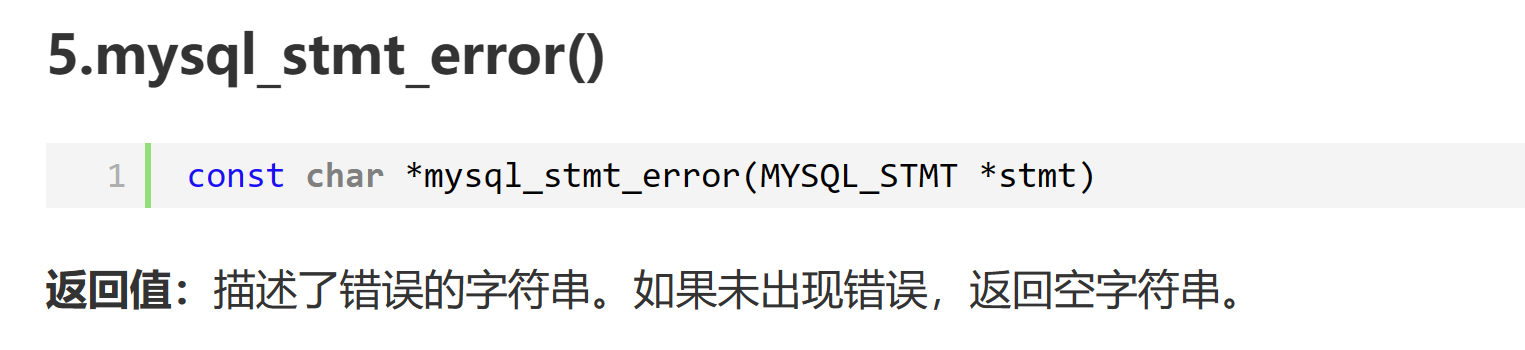 5.mysql_stmt_error()
1 const char *mysql_stmt_error(MYSQL_STMT *stmt)
返回值：描述了错误的字符串。如果未出现错误，返回空字符串。